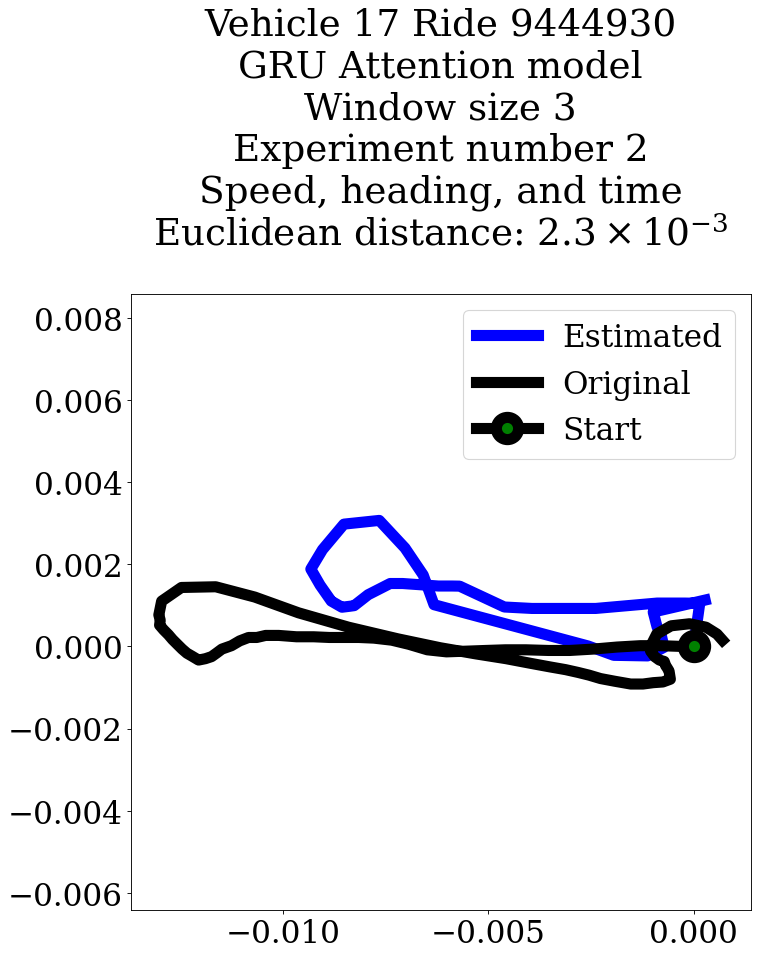 Vehicle 17 Ride 9444930
GRU Attention model
Window size 3
Experiment number 2
Speed, heading, and time
Euclidean distance: 2.3 × 10⁻³
Estimated
Original
Start
0.008
0.006
0.004
0.002
0.000
−0.002
−0.004
−0.006
−0.010
−0.005
0.000